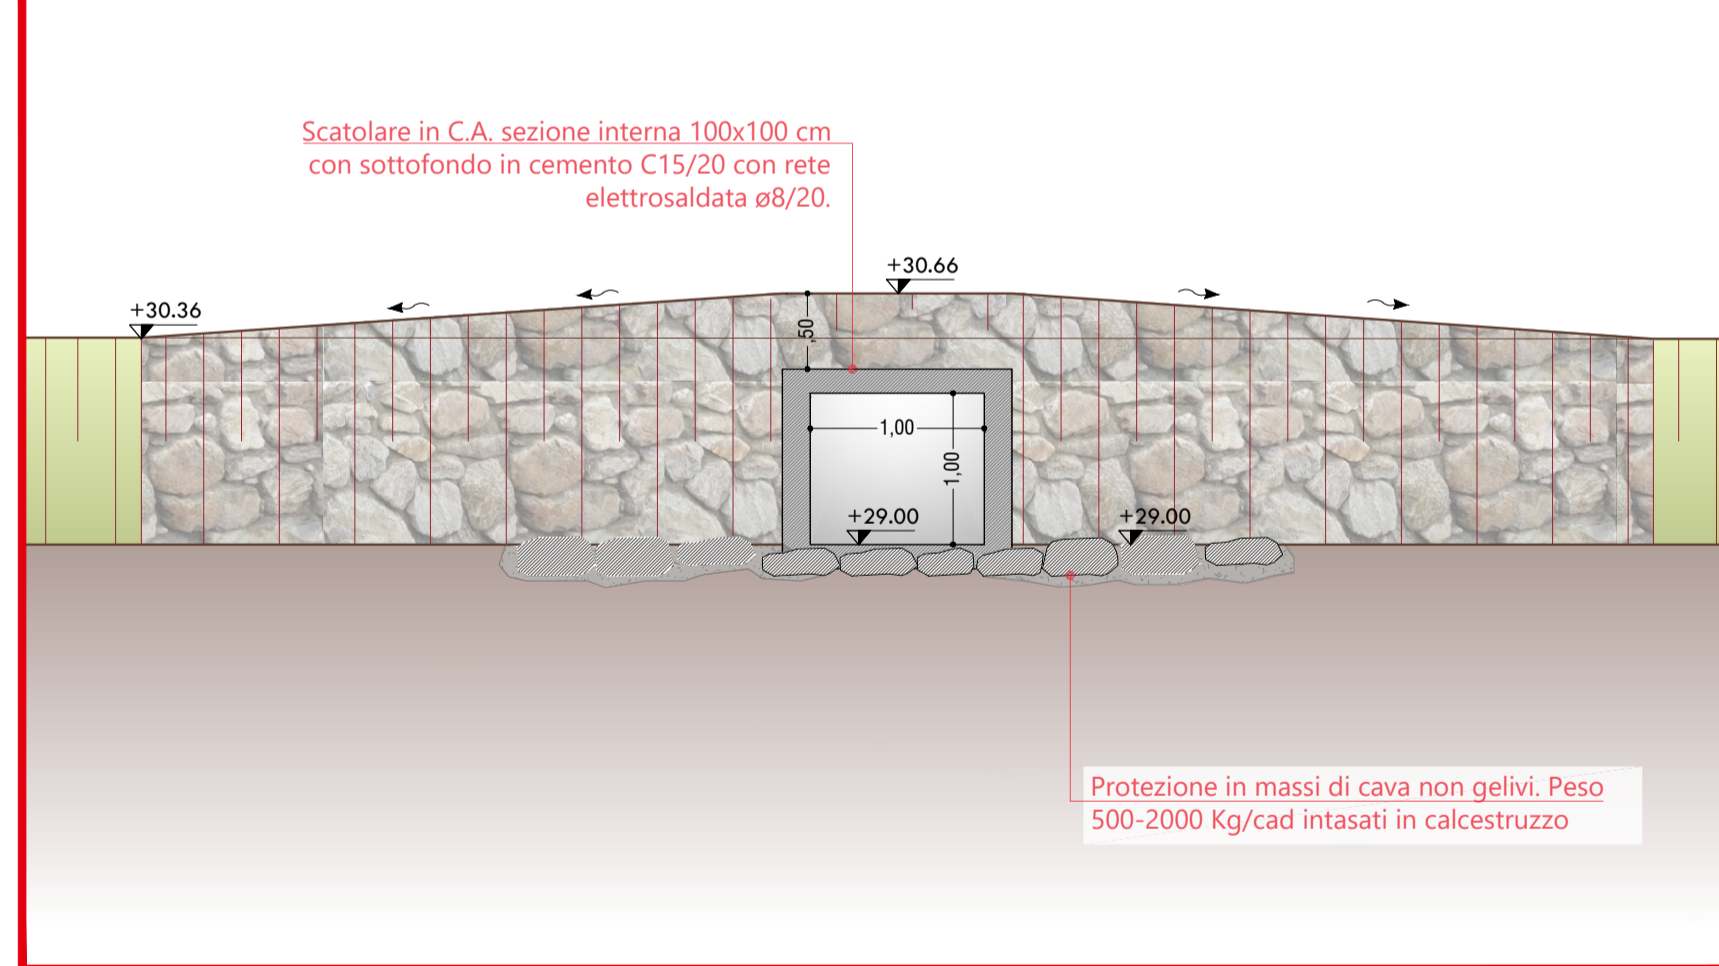 Scatolare in C.A. sezione interna 100x100 cm
con sottofondo in cemento C15/20 con rete
elettrosaldata ø8/20.
+30.66
+30.36
,50
1,00
1,00
+29.00
+29.00
Protezione in massi di cava non gelivi. Peso
500-2000 Kg/cad intasati in calcestruzzo